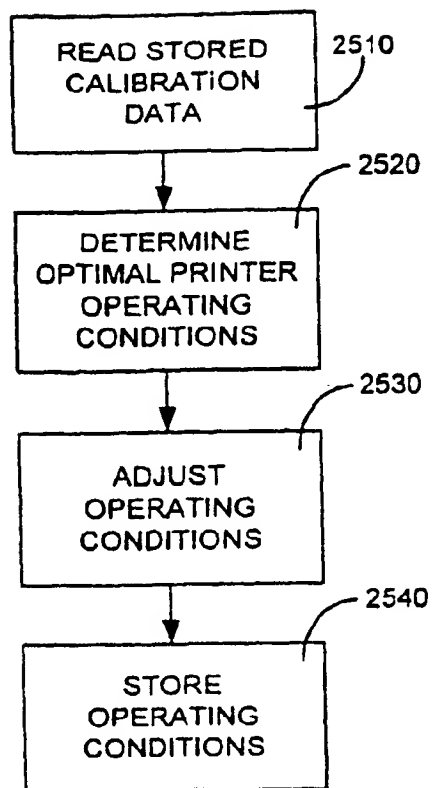 READ STORED
CALIBRATION
DATA
2510
DETERMINE
OPTIMAL PRINTER
OPERATING
CONDITIONS
2520
ADJUST
OPERATING
CONDITIONS
2530
STORE
OPERATING
CONDITIONS
2540